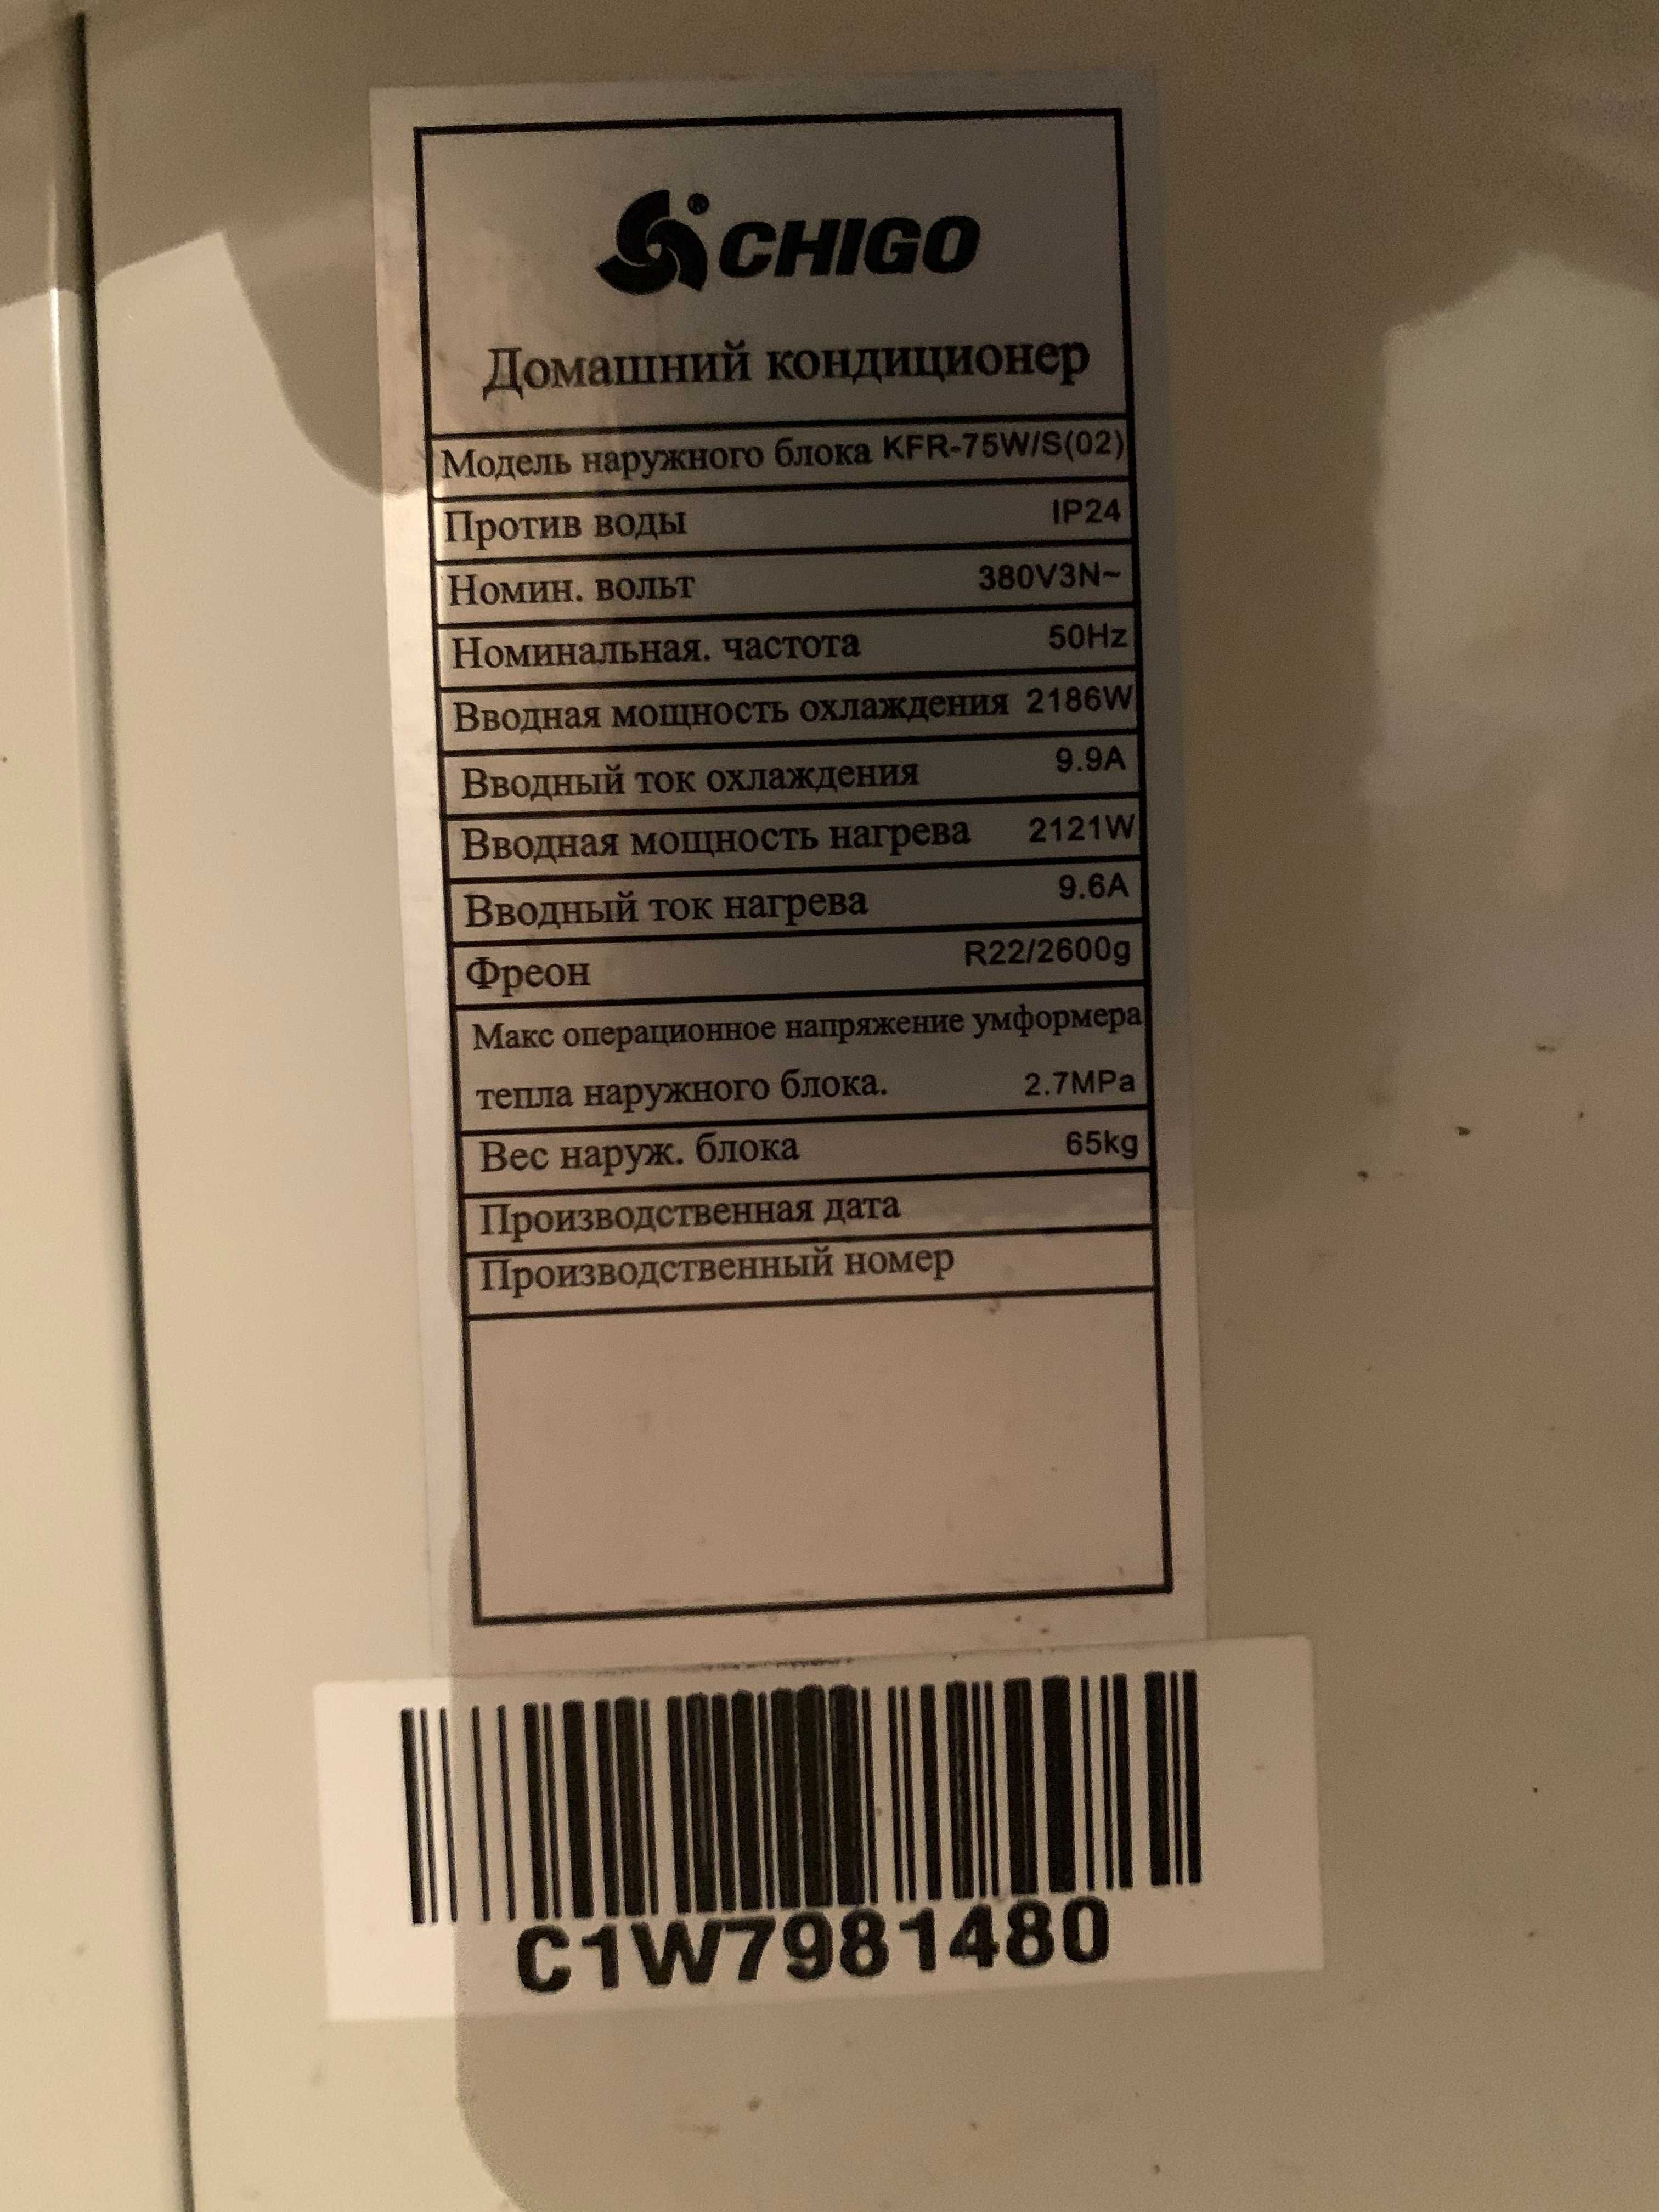 ® CHIGO
Домашний кондиционер
Модель наружного блока KFR-75W/S(02)
Против воды IP24
Номин. вольт 380V3N~
Номинальная. частота 50Hz
Вводная мощность охлаждения 2186W
Вводный ток охлаждения 9.9A
Вводная мощность нагрева 2121W
Вводный ток нагрева 9.6A
Фреон R22/2600g
Макс операционное напряжение умформера
тепла наружного блока. 2.7MPa
Вес наруж. блока 65kg
Производственная дата
Производственный номер
C1W7981480